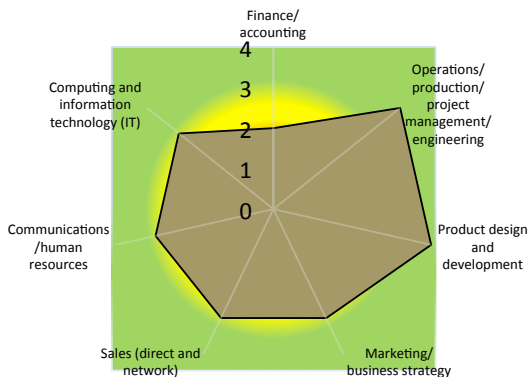 Finance/
accounting
4
3
2
1
0
Operations/
production/
project
management/
engineering
Product design
and
development
Marketing/
business strategy
Sales (direct and
network)
Communications
/human
resources
Computing and
information
technology (IT)